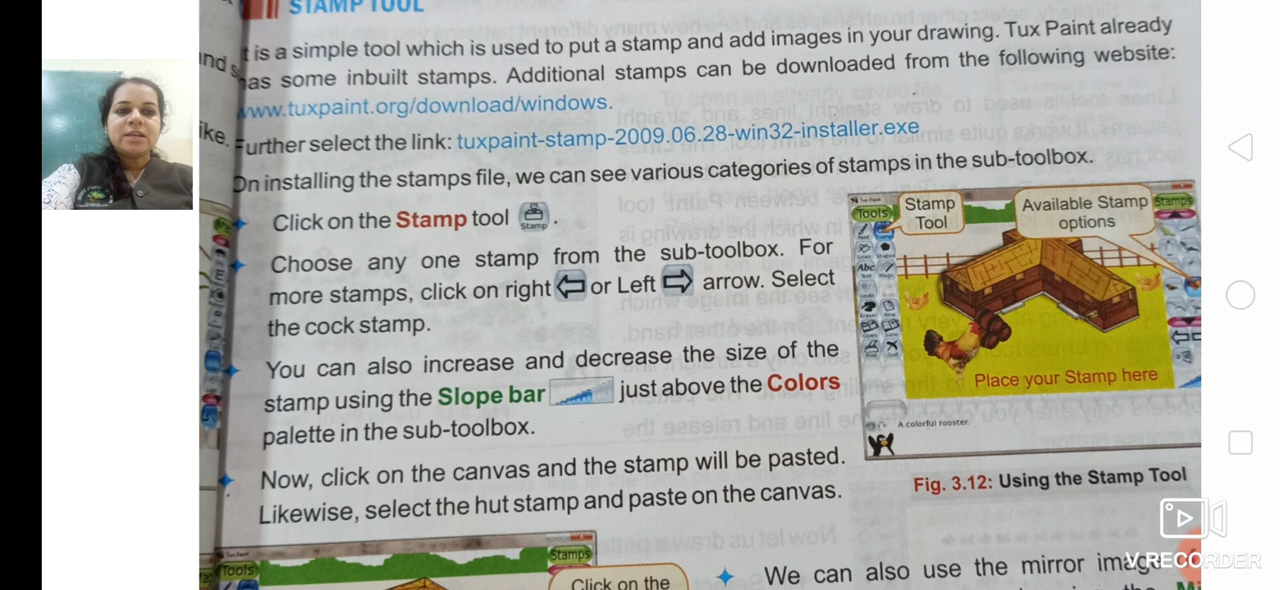 STAMP TOOL
t is a simple tool which is used to put a stamp and add images in your drawing. Tux Paint already
has some inbuilt stamps. Additional stamps can be downloaded from the following website:
www.tuxpaint.org/download/windows.
Further select the link: tuxpaint-stamp-2009.06.28-win32-installer.exe
On installing the stamps file, we can see various categories of stamps in the sub-toolbox.
Click on the Stamp tool Stamp .
Choose any one stamp from the sub-toolbox. For
more stamps, click on right or Left arrow. Select
the cock stamp.
You can also increase and decrease the size of the
stamp using the Slope bar just above the Colors
palette in the sub-toolbox.
Now, click on the canvas and the stamp will be pasted.
Likewise, select the hut stamp and paste on the canvas.
Tools
Stamp
Tool
Available Stamp
options
Stamps
Abc
Place your Stamp here
A colorful rooster.
Fig. 3.12: Using the Stamp Tool
Tools
Stamps
Click on the
We can also use the mirror image
ike.
V RECORDER